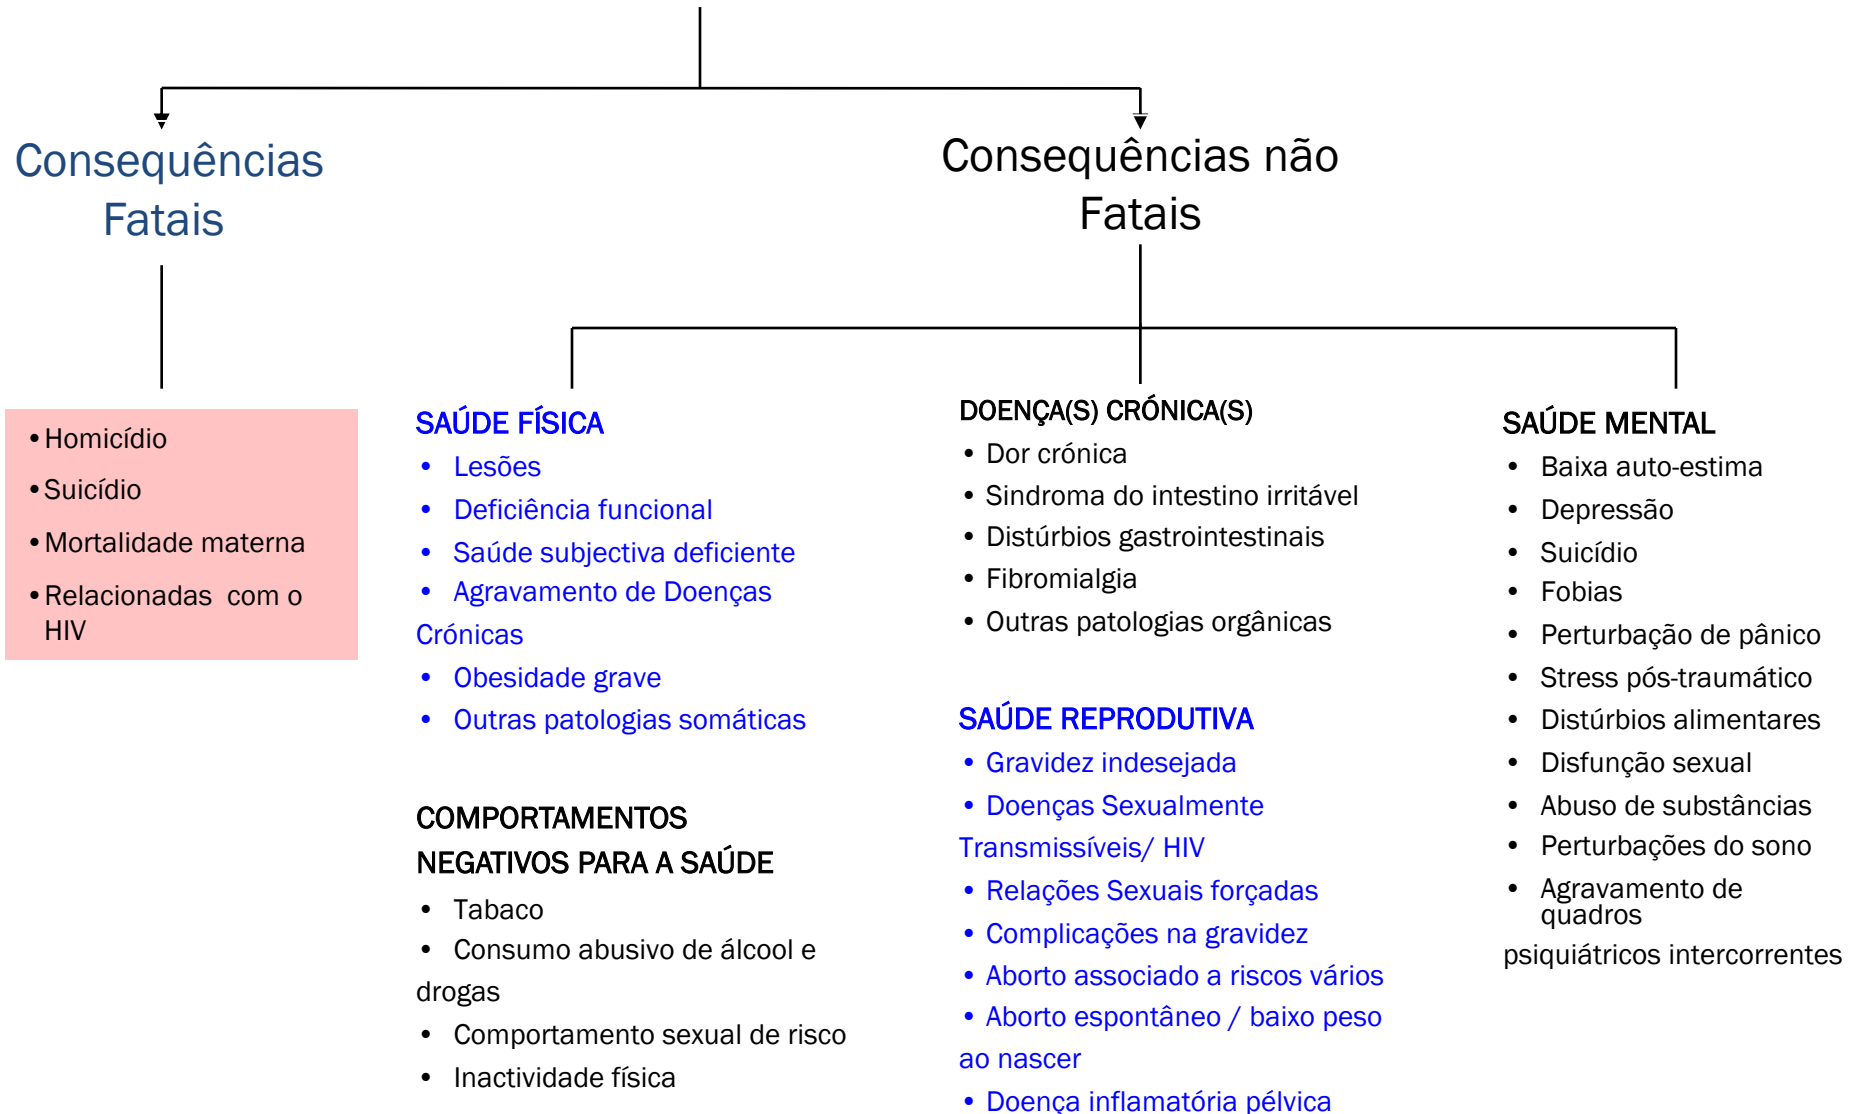 Consequências
Fatais
Consequências não
Fatais
•Homicídio
•Suicídio
•Mortalidade materna
•Relacionadas com o
HIV
SAÚDE FÍSICA
• Lesões
• Deficiência funcional
• Saúde subjectiva deficiente
• Agravamento de Doenças
Crónicas
• Obesidade grave
• Outras patologias somáticas
COMPORTAMENTOS
NEGATIVOS PARA A SAÚDE
• Tabaco
• Consumo abusivo de álcool e
drogas
• Comportamento sexual de risco
• Inactividade física
DOENÇA(S) CRÓNICA(S)
• Dor crónica
• Sindroma do intestino irritável
• Distúrbios gastrointestinais
• Fibromialgia
• Outras patologias orgânicas
SAÚDE REPRODUTIVA
• Gravidez indesejada
• Doenças Sexualmente
Transmissíveis/ HIV
• Relações Sexuais forçadas
• Complicações na gravidez
• Aborto associado a riscos vários
• Aborto espontâneo / baixo peso
ao nascer
• Doença inflamatória pélvica
SAÚDE MENTAL
• Baixa auto-estima
• Depressão
• Suicídio
• Fobias
• Perturbação de pânico
• Stress pós-traumático
• Distúrbios alimentares
• Disfunção sexual
• Abuso de substâncias
• Perturbações do sono
• Agravamento de
quadros
psiquiátricos intercorrentes